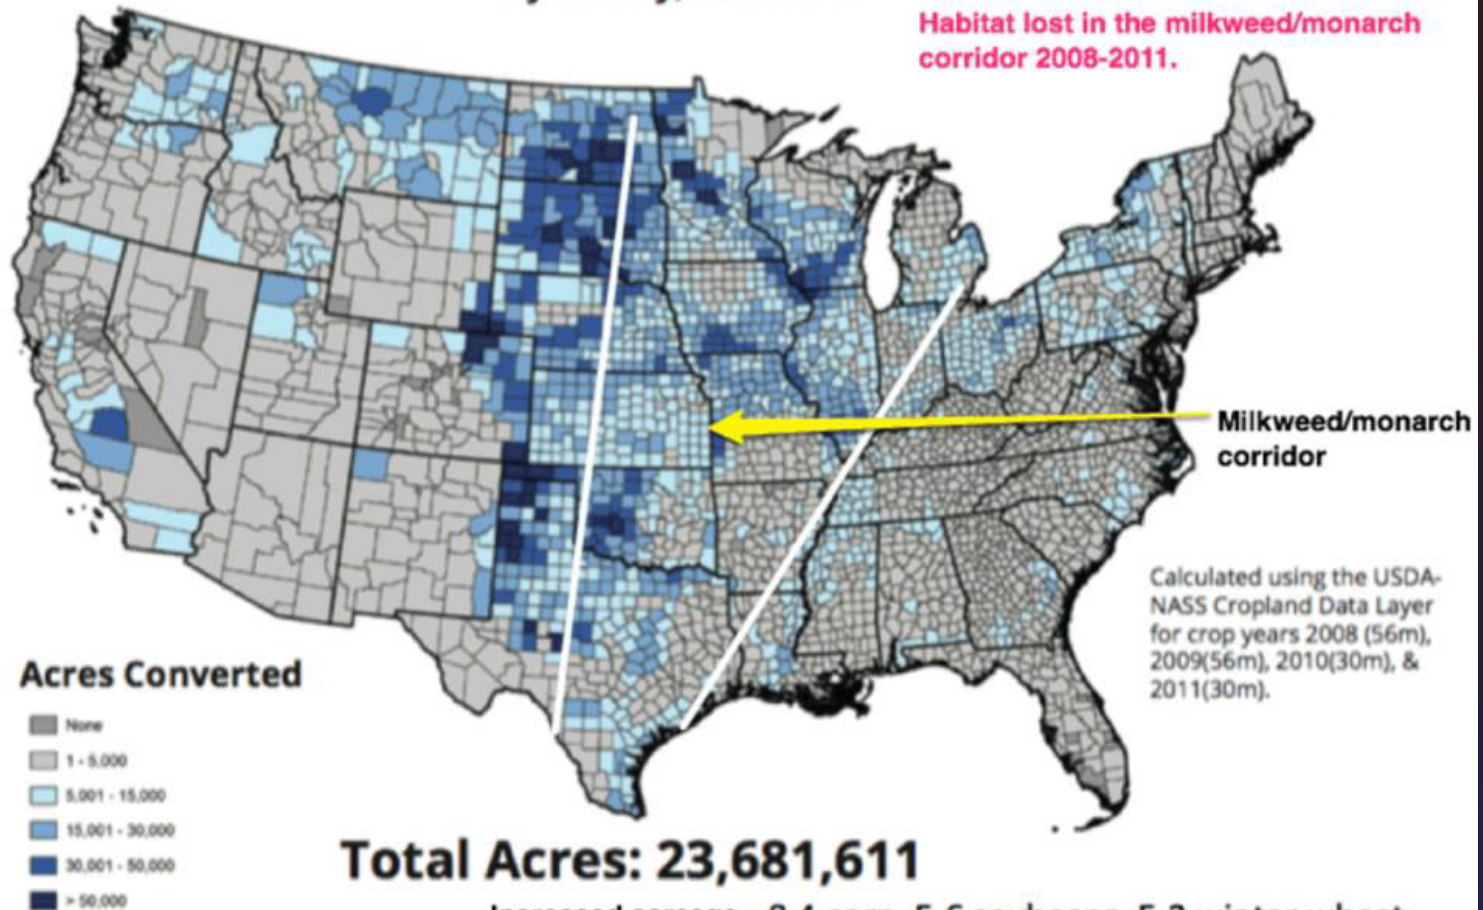 Habitat lost in the milkweed/monarch
corridor 2008-2011.
Milkweed/monarch
corridor
Calculated using the USDA-
NASS Cropland Data Layer
for crop years 2008 (56m),
2009(56m), 2010(30m), &
2011(30m).
Acres Converted
None
1 - 5,000
5,001 - 15,000
15,001 - 30,000
30,001 - 50,000
> 50,000
Total Acres: 23,681,611